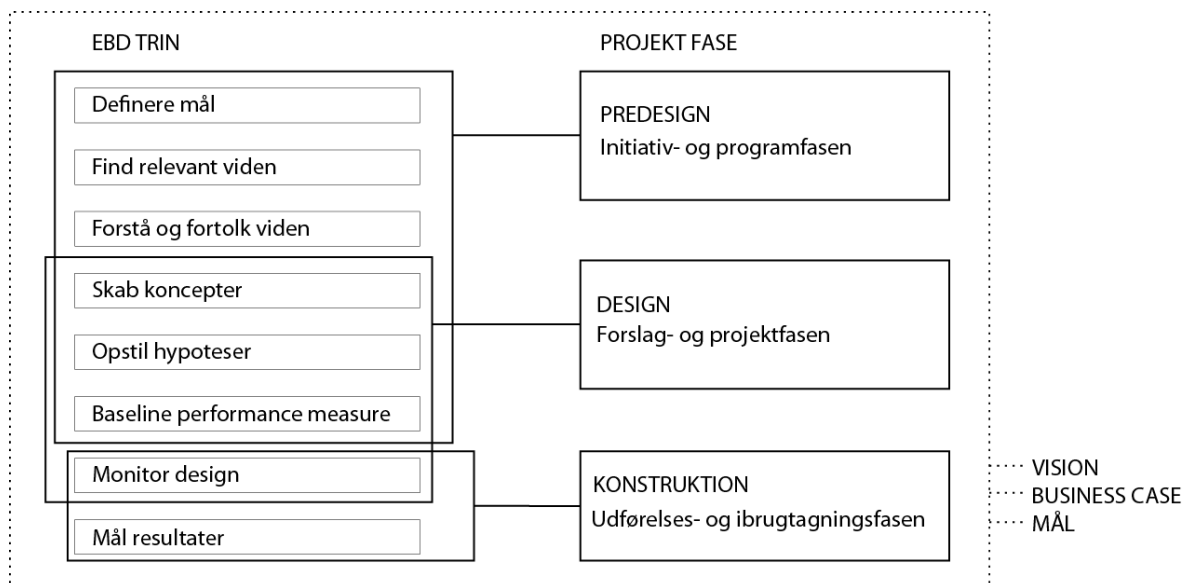 EBD TRIN
Definere mål
Find relevant viden
Forstå og fortolk viden
Skab koncepter
Opstil hypoteser
Baseline performance measure
Monitor design
Mål resultater
PROJEKT FASE
PREDESIGN
Initiativ- og programfasen
DESIGN
Forslag- og projektfasen
KONSTRUKTION
Udførelses- og ibrugtagningsfasen
VISION
BUSINESS CASE
MÅL